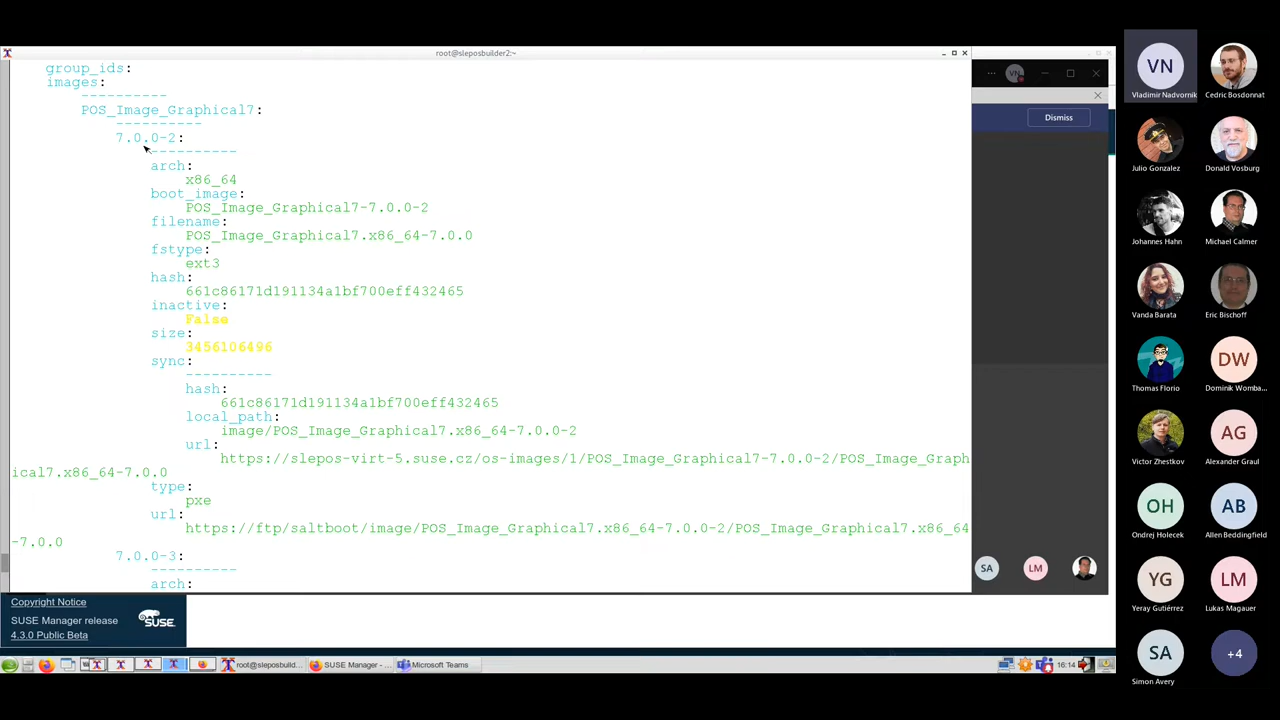 root@sleposbuilder2:~
group_ids:
images:
----------
POS_Image_Graphical7:
----------
7.0.0-2:
----------
arch:
x86_64
boot_image:
POS_Image_Graphical7-7.0.0-2
filename:
POS_Image_Graphical7.x86_64-7.0.0
fstype:
ext3
hash:
661c86171d191134a1bf700eff432465
inactive:
False
size:
3456106496
sync:
----------
hash:
661c86171d191134a1bf700eff432465
local_path:
image/POS_Image_Graphical7.x86_64-7.0.0-2
url:
https://slepos-virt-5.suse.cz/os-images/1/POS_Image_Graphical7-7.0.0-2/POS_Image_Graph
ical7.x86_64-7.0.0
type:
pxe
url:
https://ftp/saltboot/image/POS_Image_Graphical7.x86_64-7.0.0-2/POS_Image_Graphical7.x86_64
-7.0.0
7.0.0-3:
----------
arch:
VN
Dismiss
SA
LM
Copyright Notice
SUSE Manager release
4.3.0 Public Beta
SUSE
root@sleposbuild...
SUSE Manager - ...
Microsoft Teams
16:14
VN
Vladimir Nadvornik
Cedric Bosdonnat
Julio Gonzalez
Donald Vosburg
Johannes Hahn
Michael Calmer
Vanda Barata
Eric Bischoff
Thomas Florio
DW
Dominik Womba...
Victor Zhestkov
AG
Alexander Graul
OH
Ondrej Holecek
AB
Allen Beddingfield
YG
Yeray Gutiérrez
LM
Lukas Magauer
SA
Simon Avery
+4